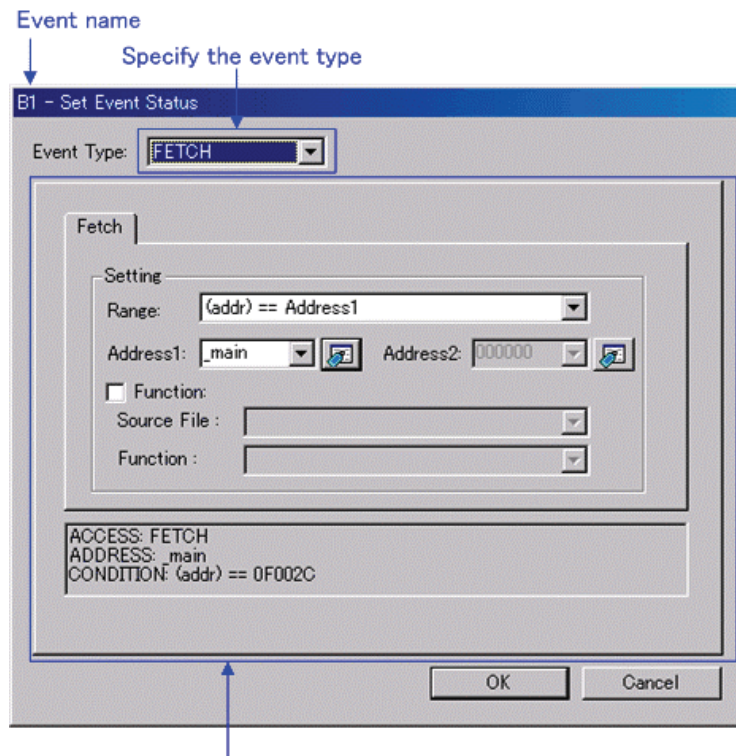 Event name
Specify the event type
B1 - Set Event Status
Event Type: FETCH
Fetch
Setting
Range: (addr) == Address1
Address1: _main Address2: 000000
Function:
Source File :
Function :
ACCESS: FETCH
ADDRESS: _main
CONDITION: (addr) == 0F002C
OK Cancel